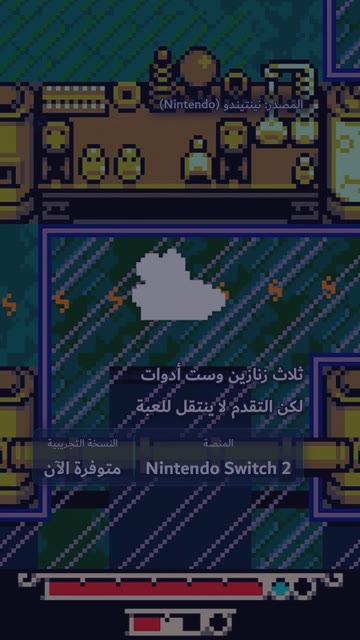 المصدر: نينتيندو (Nintendo)
ثلاث زنازين وست أدوات
لكن التقدم لا ينتقل للعبة
المنصة
Nintendo Switch 2
النسخة التجريبية
متوفرة الآن